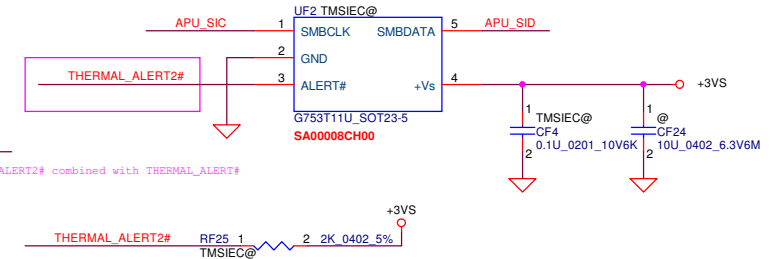 UF2 TMSIEC@
APU_SIC 1 SMBCLK SMBDATA 5 APU_SID
2 GND
THERMAL_ALERT2# 3 ALERT# +Vs 4 +3VS
G753T11U_SOT23-5
SA00008CH00
1 TMSIEC@
CF4
0.1U_0201_10V6K
2
1 @
CF24
10U_0402_6.3V6M
2
ALERT2# combined with THERMAL_ALERT#
+3VS
THERMAL_ALERT2# RF25 1 2 2K_0402_5%
TMSIEC@